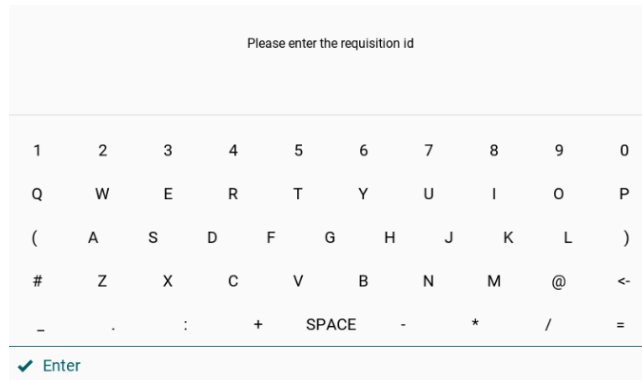 Please enter the requisition id
1 2 3 4 5 6 7 8 9 0
Q W E R T Y U I O P
( A S D F G H J K L )
# Z X C V B N M @ <-
_ . : + SPACE - * / =
Enter